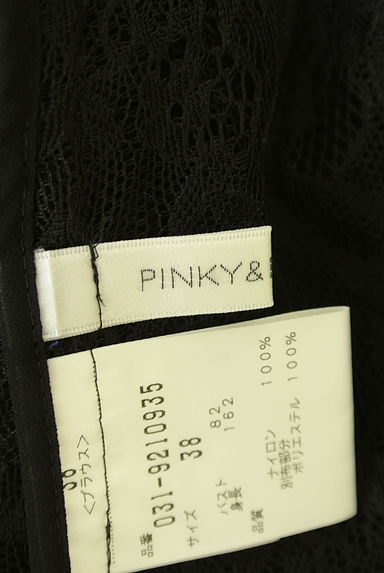 PINKY&
38
<ブラウス>
品番 031-9210935
サイズ 38
バスト 82
身長 162
品質 ナイロン 100%
別布部分
ポリエステル 100%